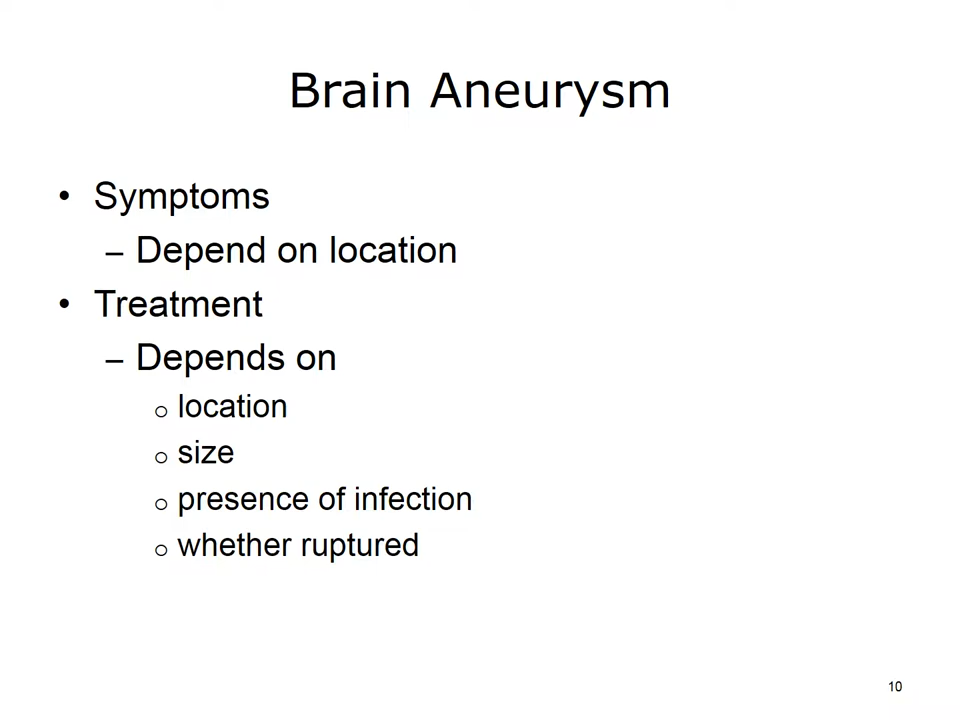 Brain Aneurysm
• Symptoms
– Depend on location
• Treatment
– Depends on
o location
o size
o presence of infection
o whether ruptured
10